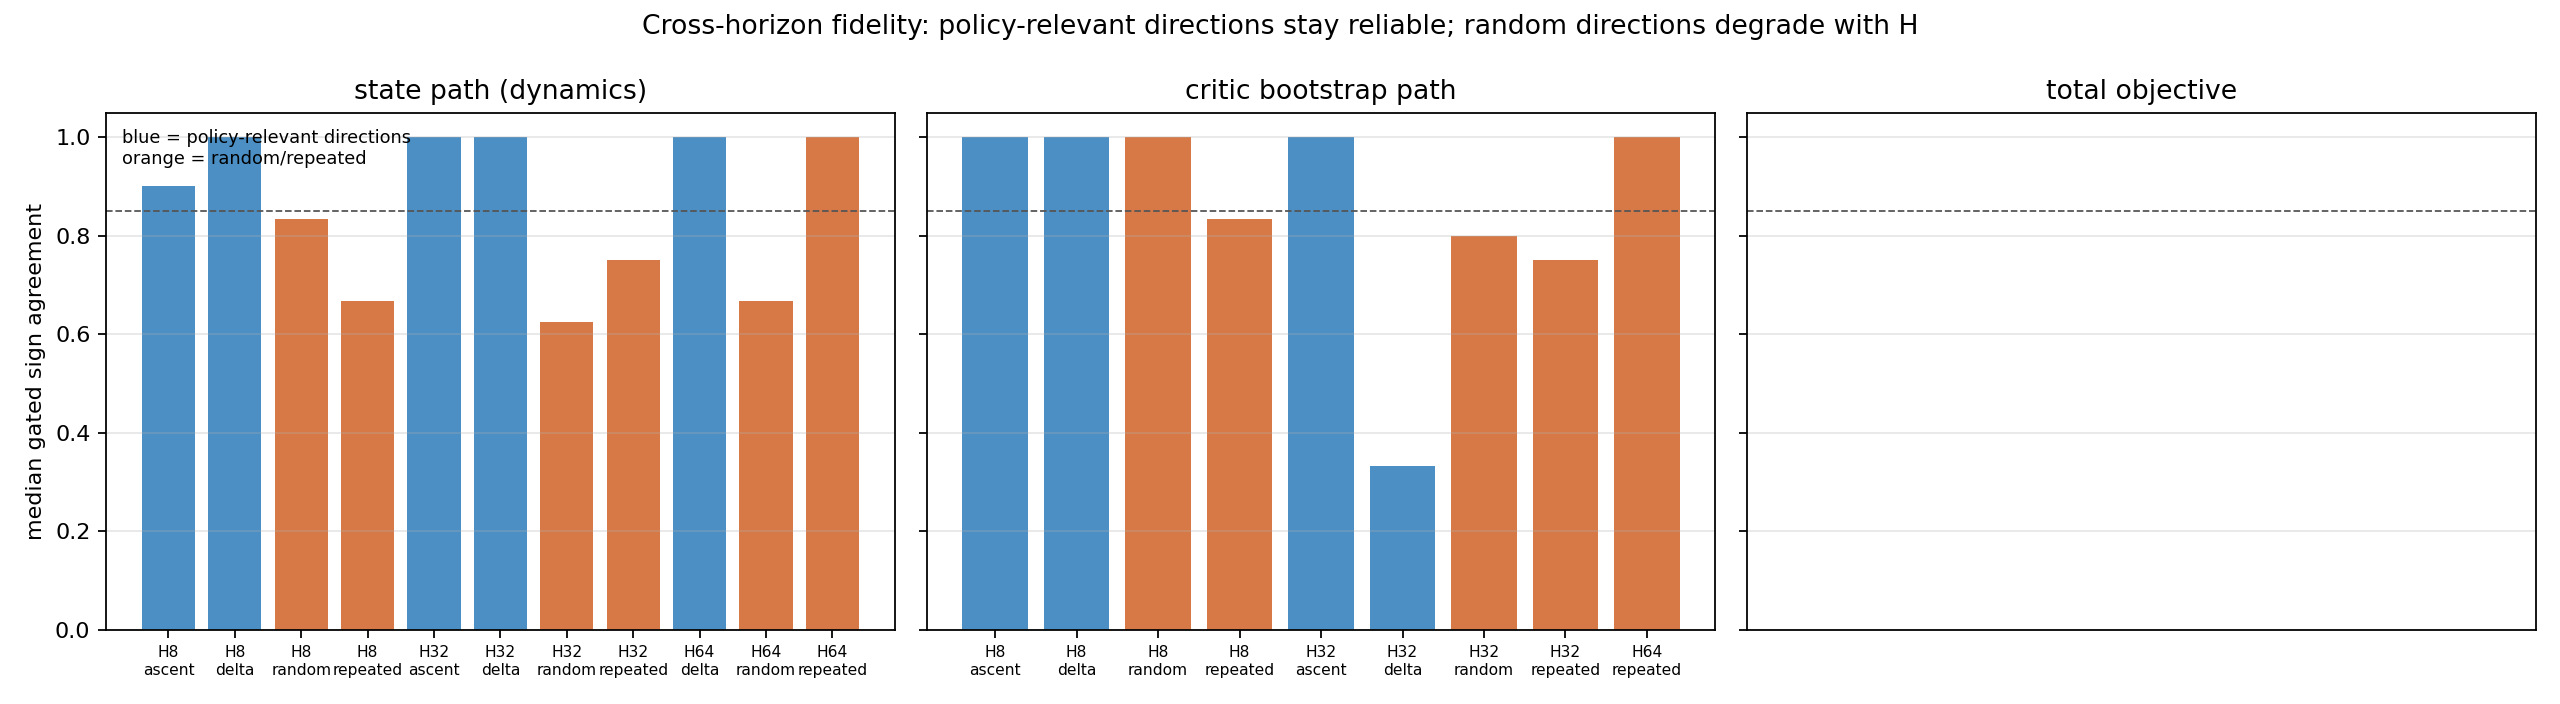 Cross-horizon fidelity: policy-relevant directions stay reliable; random directions degrade with H
state path (dynamics)
critic bootstrap path
total objective
blue = policy-relevant directions
orange = random/repeated
median gated sign agreement
1.0
0.8
0.6
0.4
0.2
0.0
H8
ascent
H8
delta
H8
random
H8
repeated
H32
ascent
H32
delta
H32
random
H32
repeated
H64
delta
H64
random
H64
repeated
H8
ascent
H8
delta
H8
random
H8
repeated
H32
ascent
H32
delta
H32
random
H32
repeated
H64
repeated